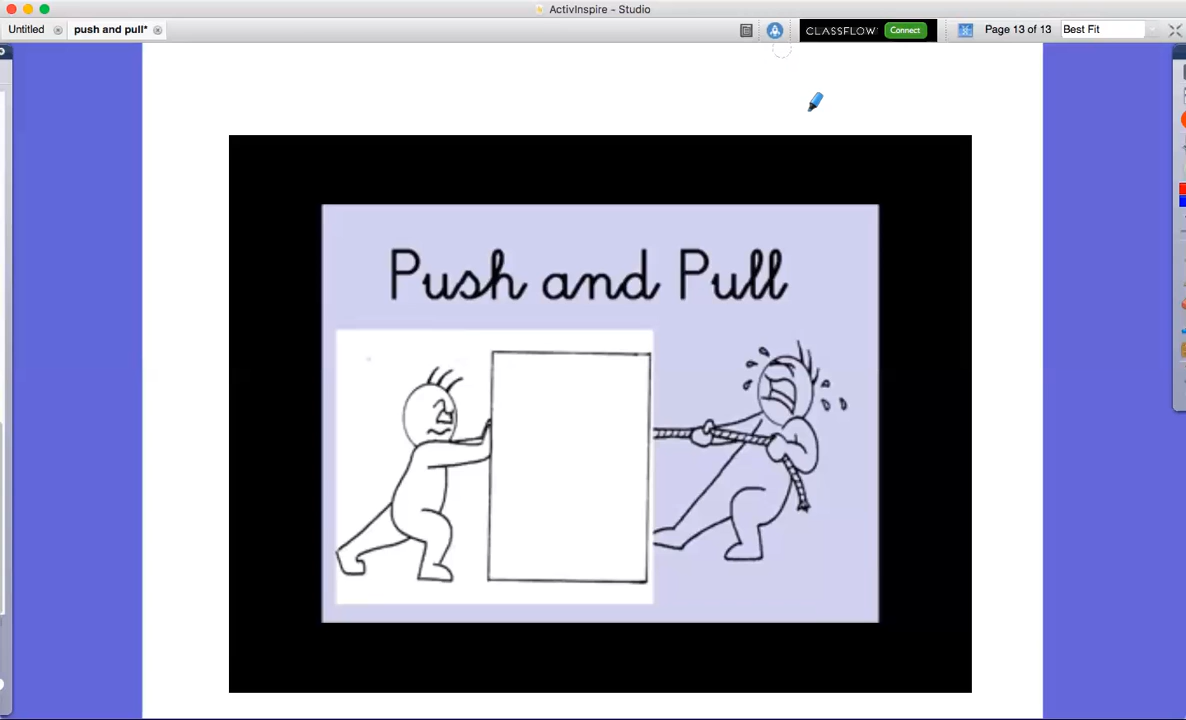 ActivInspire - Studio
Untitled
push and pull*
CLASSFLOW Connect
Page 13 of 13
Best Fit
Push and Pull